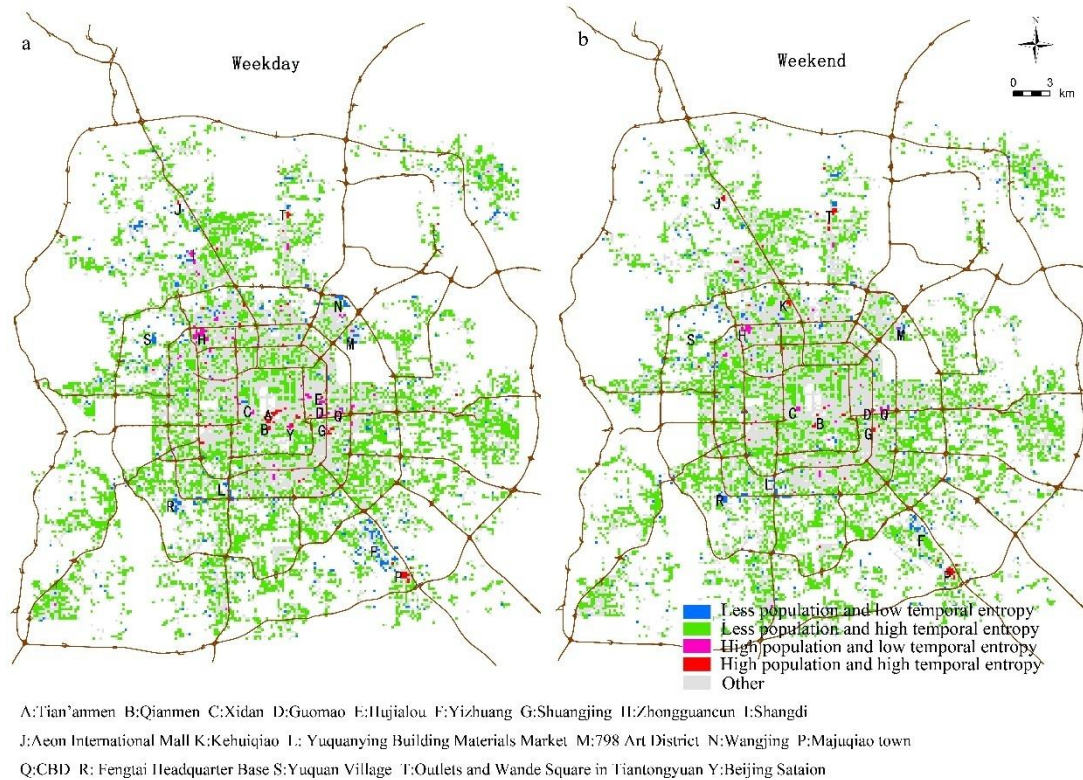 a
Weekday
b
Weekend
N
0 3
km
J
T
I
N
S
H
M
E
C
A
D
Q
B
Y
G
L
R
F
P
J
T
K
H
S
M
C
D
Q
B
G
L
R
F
P
Less population and low temporal entropy
Less population and high temporal entropy
High population and low temporal entropy
High population and high temporal entropy
Other
A:Tian'anmen B:Qianmen C:Xidan D:Guomao E:Hujialou F:Yizhuang G:Shuangjing H:Zhongguancun I:Shangdi
J:Aeon International Mall K:Kehuiqiao L: Yuquanying Building Materials Market M:798 Art District N:Wangjing P:Majuqiao town
Q:CBD R: Fengtai Headquarter Base S:Yuquan Village T:Outlets and Wande Square in Tiantongyuan Y:Beijing Sataion